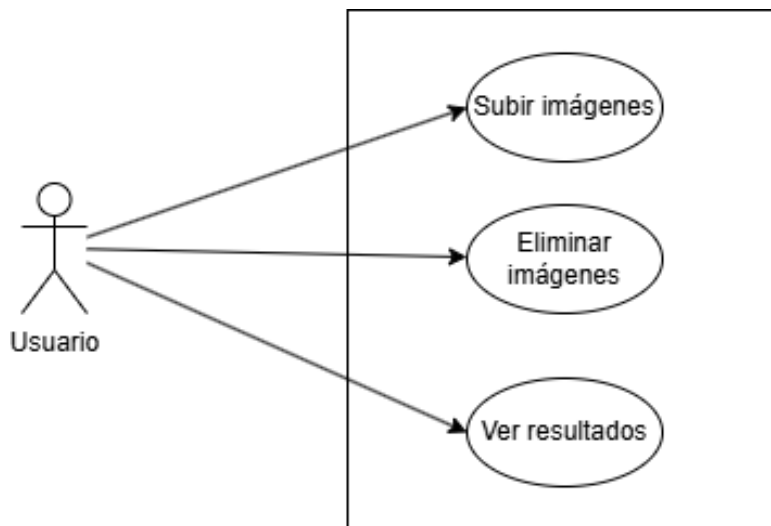 Subir imágenes
Eliminar
imágenes
Usuario
Ver resultados